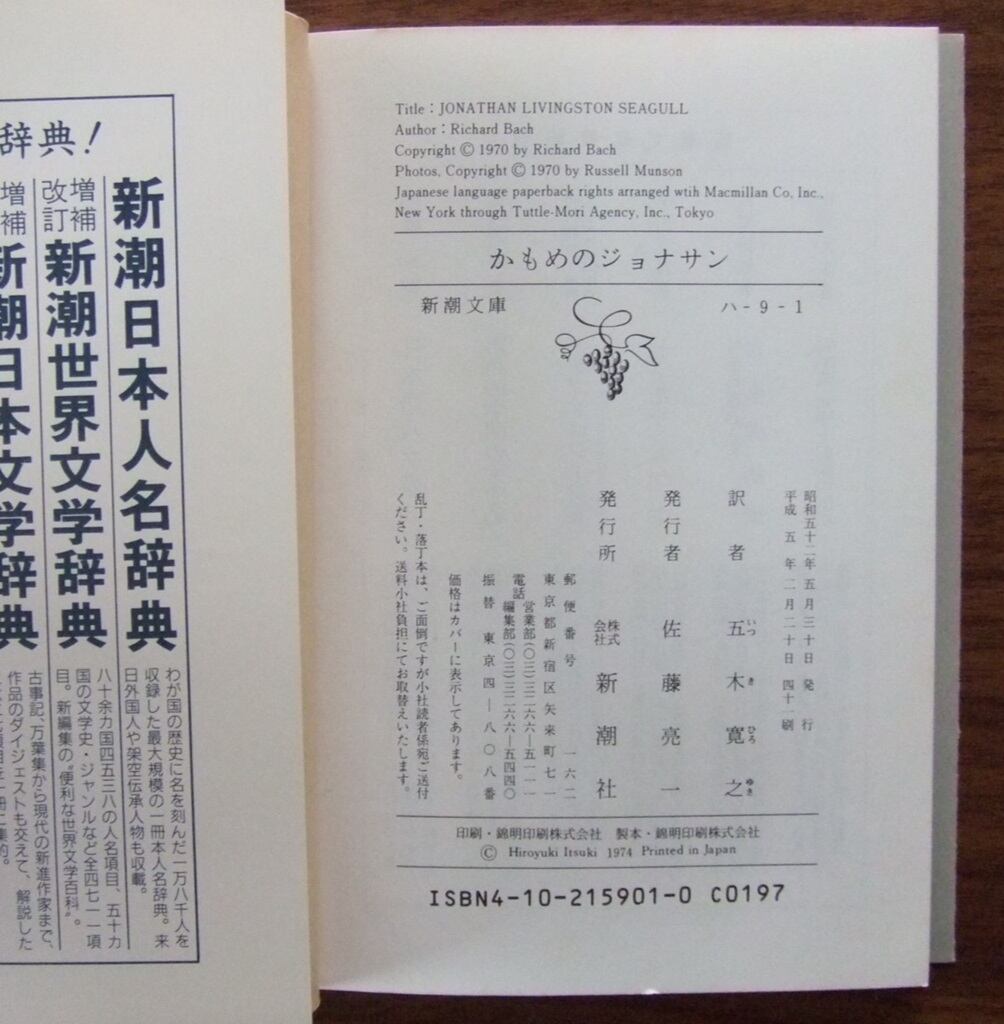 Title : JONATHAN LIVINGSTON SEAGULL
Author : Richard Bach
Copyright © 1970 by Richard Bach
Photos, Copyright © 1970 by Russell Munson
Japanese language paperback rights arranged wtih Macmillan Co, Inc.,
New York through Tuttle-Mori Agency, Inc., Tokyo
かもめのジョナサン
新潮文庫
ハ-9-1
昭和五十二年五月三十日発行
平成五年二月二十日四十一刷
訳者 五木寛之
いつ き ひろ ゆき
発行者 佐藤亮一
発行所 株式会社 新潮社
郵便番号 一六二
東京都新宿区矢来町七一
電話 営業部(〇三)三二六六―五一一一
編集部(〇三)三二六六―五四四〇
振替 東京四―八〇八番
価格はカバーに表示してあります。
乱丁・落丁本は、ご面倒ですが小社読者係宛ご送付
ください。送料小社負担にてお取替えいたします。
印刷・錦明印刷株式会社 製本・錦明印刷株式会社
© Hiroyuki Itsuki 1974 Printed in Japan
ISBN4-10-215901-0 C0197
辞典!
新潮日本人名辞典
わが国の歴史に名を刻んだ一万八千人を
収録した最大規模の一冊本人名辞典。来
日外国人や架空伝承人物も収載。
増補改訂 新潮世界文学辞典
八十余カ国四五三八の人名項目、五十カ
国の文学史・ジャンルなど全四七一一項
目。新編集の“便利な世界文学百科”。
増補 新潮日本文学辞典
古事記、万葉集から現代の新進作家まで、
作品のダイジェストも交えて、解説した